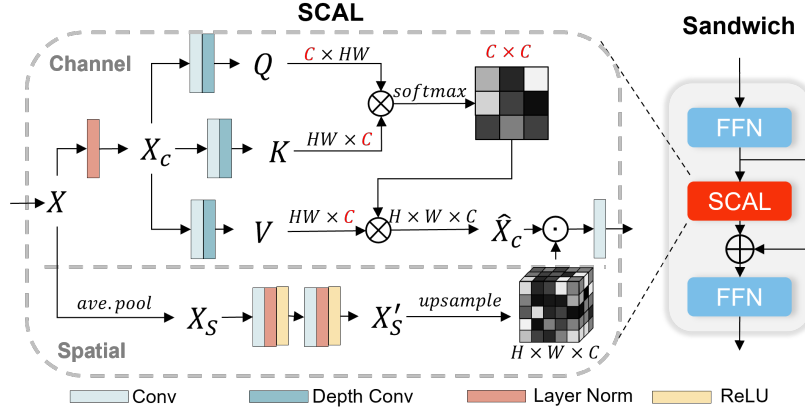 SCAL
Sandwich
Channel
Q
C × HW
C × C
softmax
X
X_c
K
HW × C
V
HW × C
H × W × C
X̂_c
ave.pool
X_S
X′_S
upsample
H × W × C
Spatial
FFN
SCAL
FFN
Conv
Depth Conv
Layer Norm
ReLU